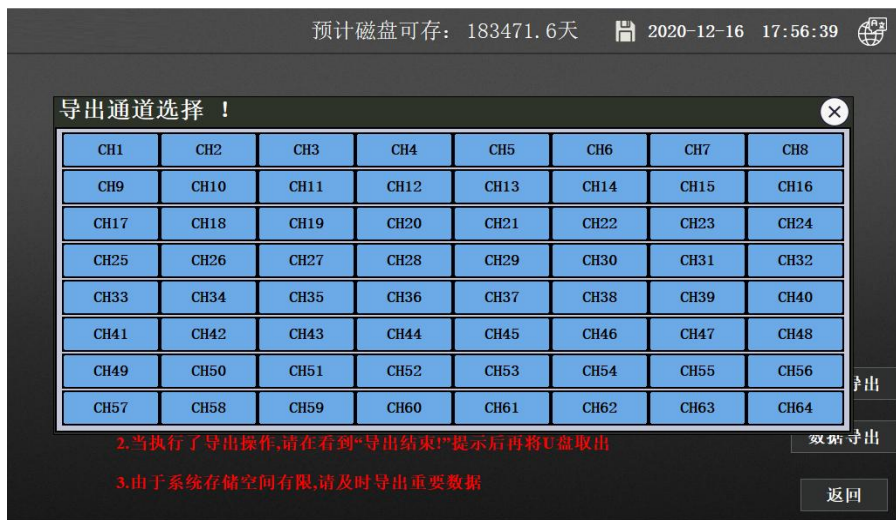 预计磁盘可存: 183471.6天 2020-12-16 17:56:39
导出通道选择 !
CH1 CH2 CH3 CH4 CH5 CH6 CH7 CH8
CH9 CH10 CH11 CH12 CH13 CH14 CH15 CH16
CH17 CH18 CH19 CH20 CH21 CH22 CH23 CH24
CH25 CH26 CH27 CH28 CH29 CH30 CH31 CH32
CH33 CH34 CH35 CH36 CH37 CH38 CH39 CH40
CH41 CH42 CH43 CH44 CH45 CH46 CH47 CH48
CH49 CH50 CH51 CH52 CH53 CH54 CH55 CH56
导出
CH57 CH58 CH59 CH60 CH61 CH62 CH63 CH64
2.当执行了导出操作,请在看到“导出结束!”提示后再将U盘取出
数据导出
3.由于系统存储空间有限,请及时导出重要数据
返回